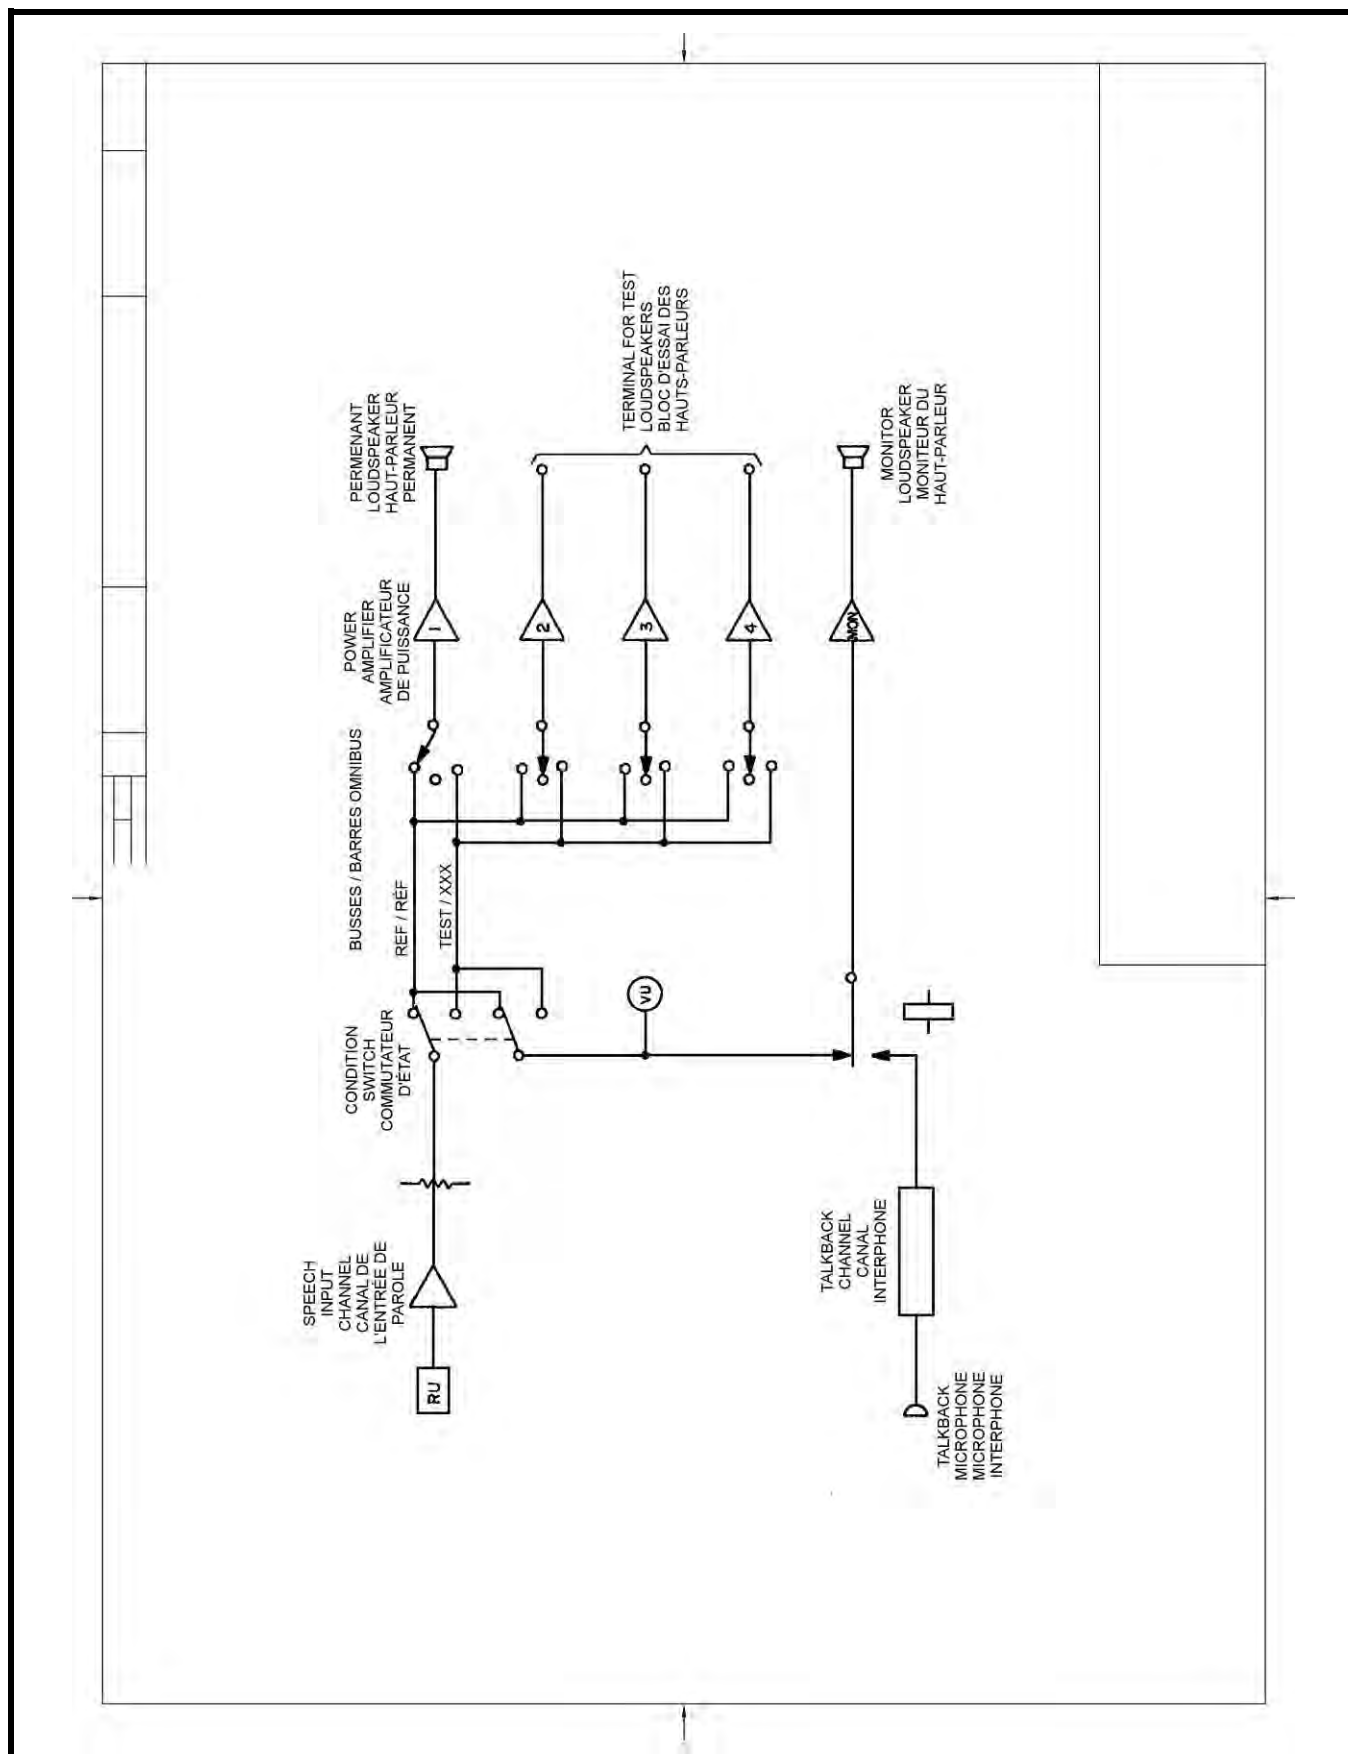 PERMENANT
LOUDSPEAKER
HAUT-PARLEUR
PERMANENT
TERMINAL FOR TEST
LOUDSPEAKERS
BLOC D'ESSAI DES
HAUTS-PARLEURS
MONITOR
LOUDSPEAKER
MONITEUR DU
HAUT-PARLEUR
POWER
AMPLIFIER
AMPLIFICATEUR
DE PUISSANCE
1
2
3
4
MON
BUSSES / BARRES OMNIBUS
REF / RÉF
TEST / XXX
CONDITION
SWITCH
COMMUTATEUR
D'ÉTAT
VU
SPEECH
INPUT
CHANNEL
CANAL DE
L'ENTRÉE DE
PAROLE
RU
TALKBACK
CHANNEL
CANAL
INTERPHONE
TALKBACK
MICROPHONE
MICROPHONE
INTERPHONE